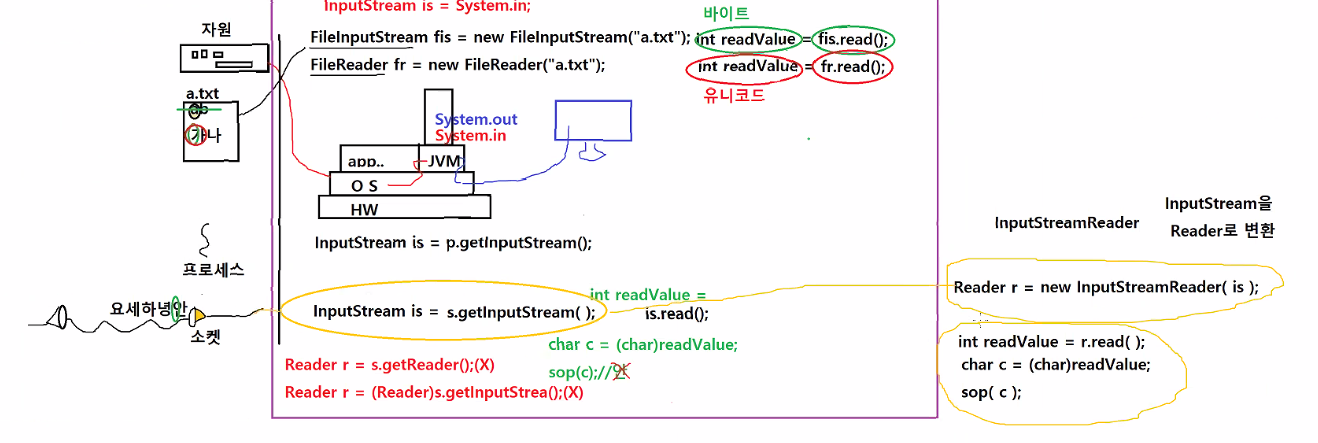 InputStream is = System.in;
바이트
자원
FileInputStream fis = new FileInputStream("a.txt"); int readValue = fis.read();
FileReader fr = new FileReader("a.txt"); int readValue = fr.read();
유니코드
a.txt
ab
가나
System.out
System.in
app.. JVM
O S
HW
InputStream is = p.getInputStream();
프로세스
요세하녕안
소켓
InputStream is = s.getInputStream( );
int readValue =
is.read();
char c = (char)readValue;
sop(c);//안
Reader r = s.getReader();(X)
Reader r = (Reader)s.getInputStrea();(X)
InputStreamReader
InputStream을
Reader로 변환
Reader r = new InputStreamReader( is );
int readValue = r.read( );
char c = (char)readValue;
sop( c );